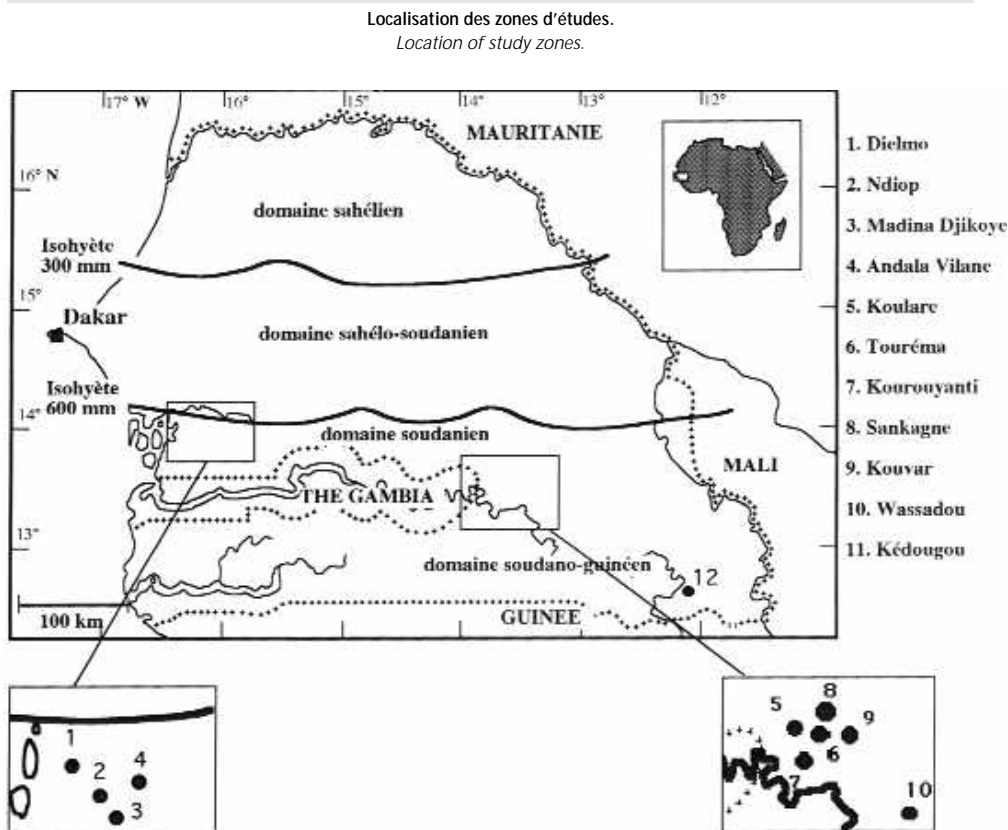 Localisation des zones d'études.
Location of study zones.
17° W
16°
15°
14°
13°
12°
MAURITANIE
16° N
domaine sahélien
Isohyète
300 mm
15°
Dakar
domaine sahélo-soudanien
Isohyète
600 mm
14°
domaine soudanien
MALI
THE GAMBIA
13°
domaine soudano-guinéen
12
100 km
GUINEE
1. Dielmo
2. Ndiop
3. Madina Djikoye
4. Andala Vilane
5. Koulare
6. Touréma
7. Kourouyanti
8. Sankagne
9. Kouvar
10. Wassadou
11. Kédougou
1
2
4
3
8
5
9
6
7
10